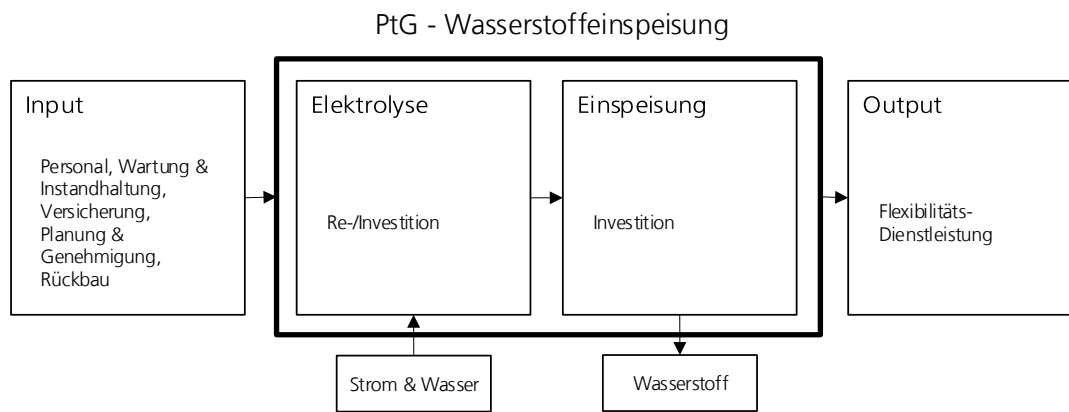 PtG - Wasserstoffeinspeisung
Input
Personal, Wartung &
Instandhaltung,
Versicherung,
Planung &
Genehmigung,
Rückbau
Elektrolyse
Re-/Investition
Einspeisung
Investition
Output
Flexibilitäts-
Dienstleistung
Strom & Wasser
Wasserstoff